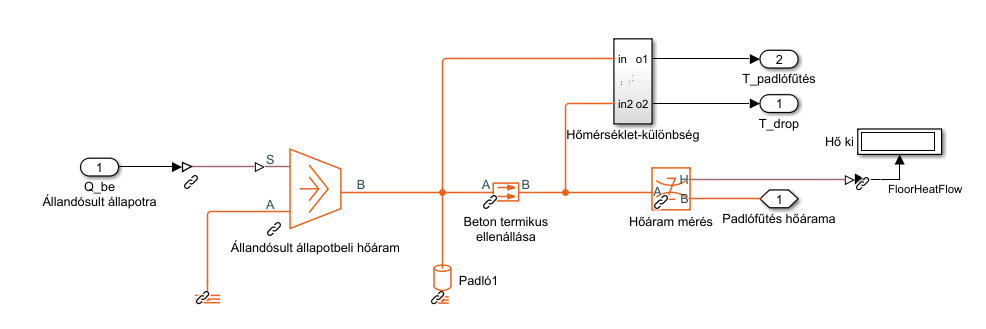 in o1
2
T_padlófűtés
in2 o2
1
T_drop
Hőmérséklet-különbség
Hő ki
1
S
Q_be
Állandósult állapotra
B
A
B
A
H
B
FloorHeatFlow
A
1
Állandósult állapotbeli hőáram
Beton termikus
ellenállása
Hőáram mérés
Padlófűtés hőárama
Padló1